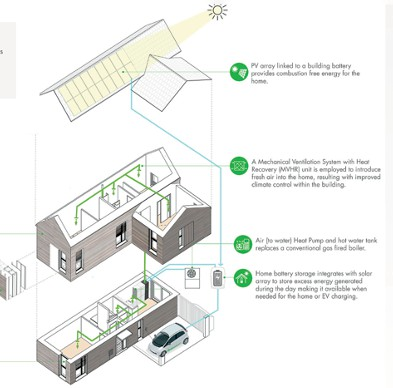 s
PV array linked to a building battery
provides combustion free energy for the
home.
A Mechanical Ventilation System with Heat
Recovery (MVHR) unit is employed to introduce
fresh air into the home, resulting with improved
climate control within the building.
Air (to water) Heat Pump and hot water tank
replaces a conventional gas fired boiler.
Home battery storage integrates with solar
array to store excess energy generated
during the day making it available when
needed for the home or EV charging.